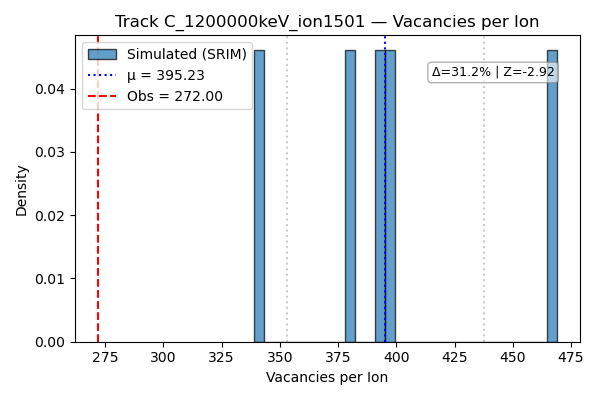 Track C_1200000keV_ion1501 — Vacancies per Ion
Simulated (SRIM)
μ = 395.23
Obs = 272.00
Δ=31.2% | Z=-2.92
Density
0.04
0.03
0.02
0.01
0.00
275 300 325 350 375 400 425 450 475
Vacancies per Ion